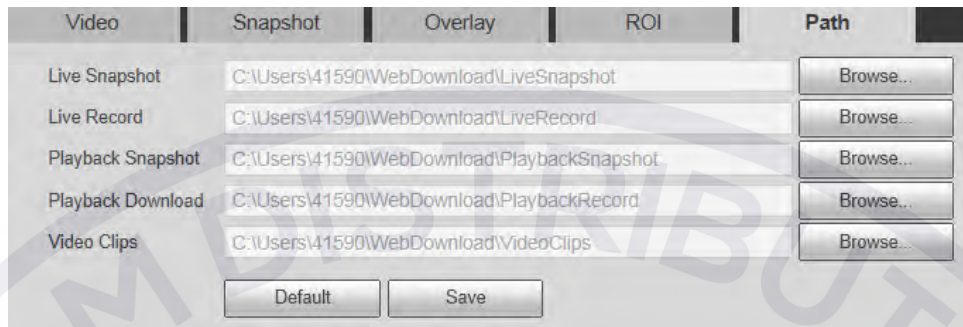 Video Snapshot Overlay ROI Path
Live Snapshot C:\Users\41590\WebDownload\LiveSnapshot Browse...
Live Record C:\Users\41590\WebDownload\LiveRecord Browse...
Playback Snapshot C:\Users\41590\WebDownload\PlaybackSnapshot Browse...
Playback Download C:\Users\41590\WebDownload\PlaybackRecord Browse...
Video Clips C:\Users\41590\WebDownload\VideoClips Browse...
Default Save
M DISTRIBUT